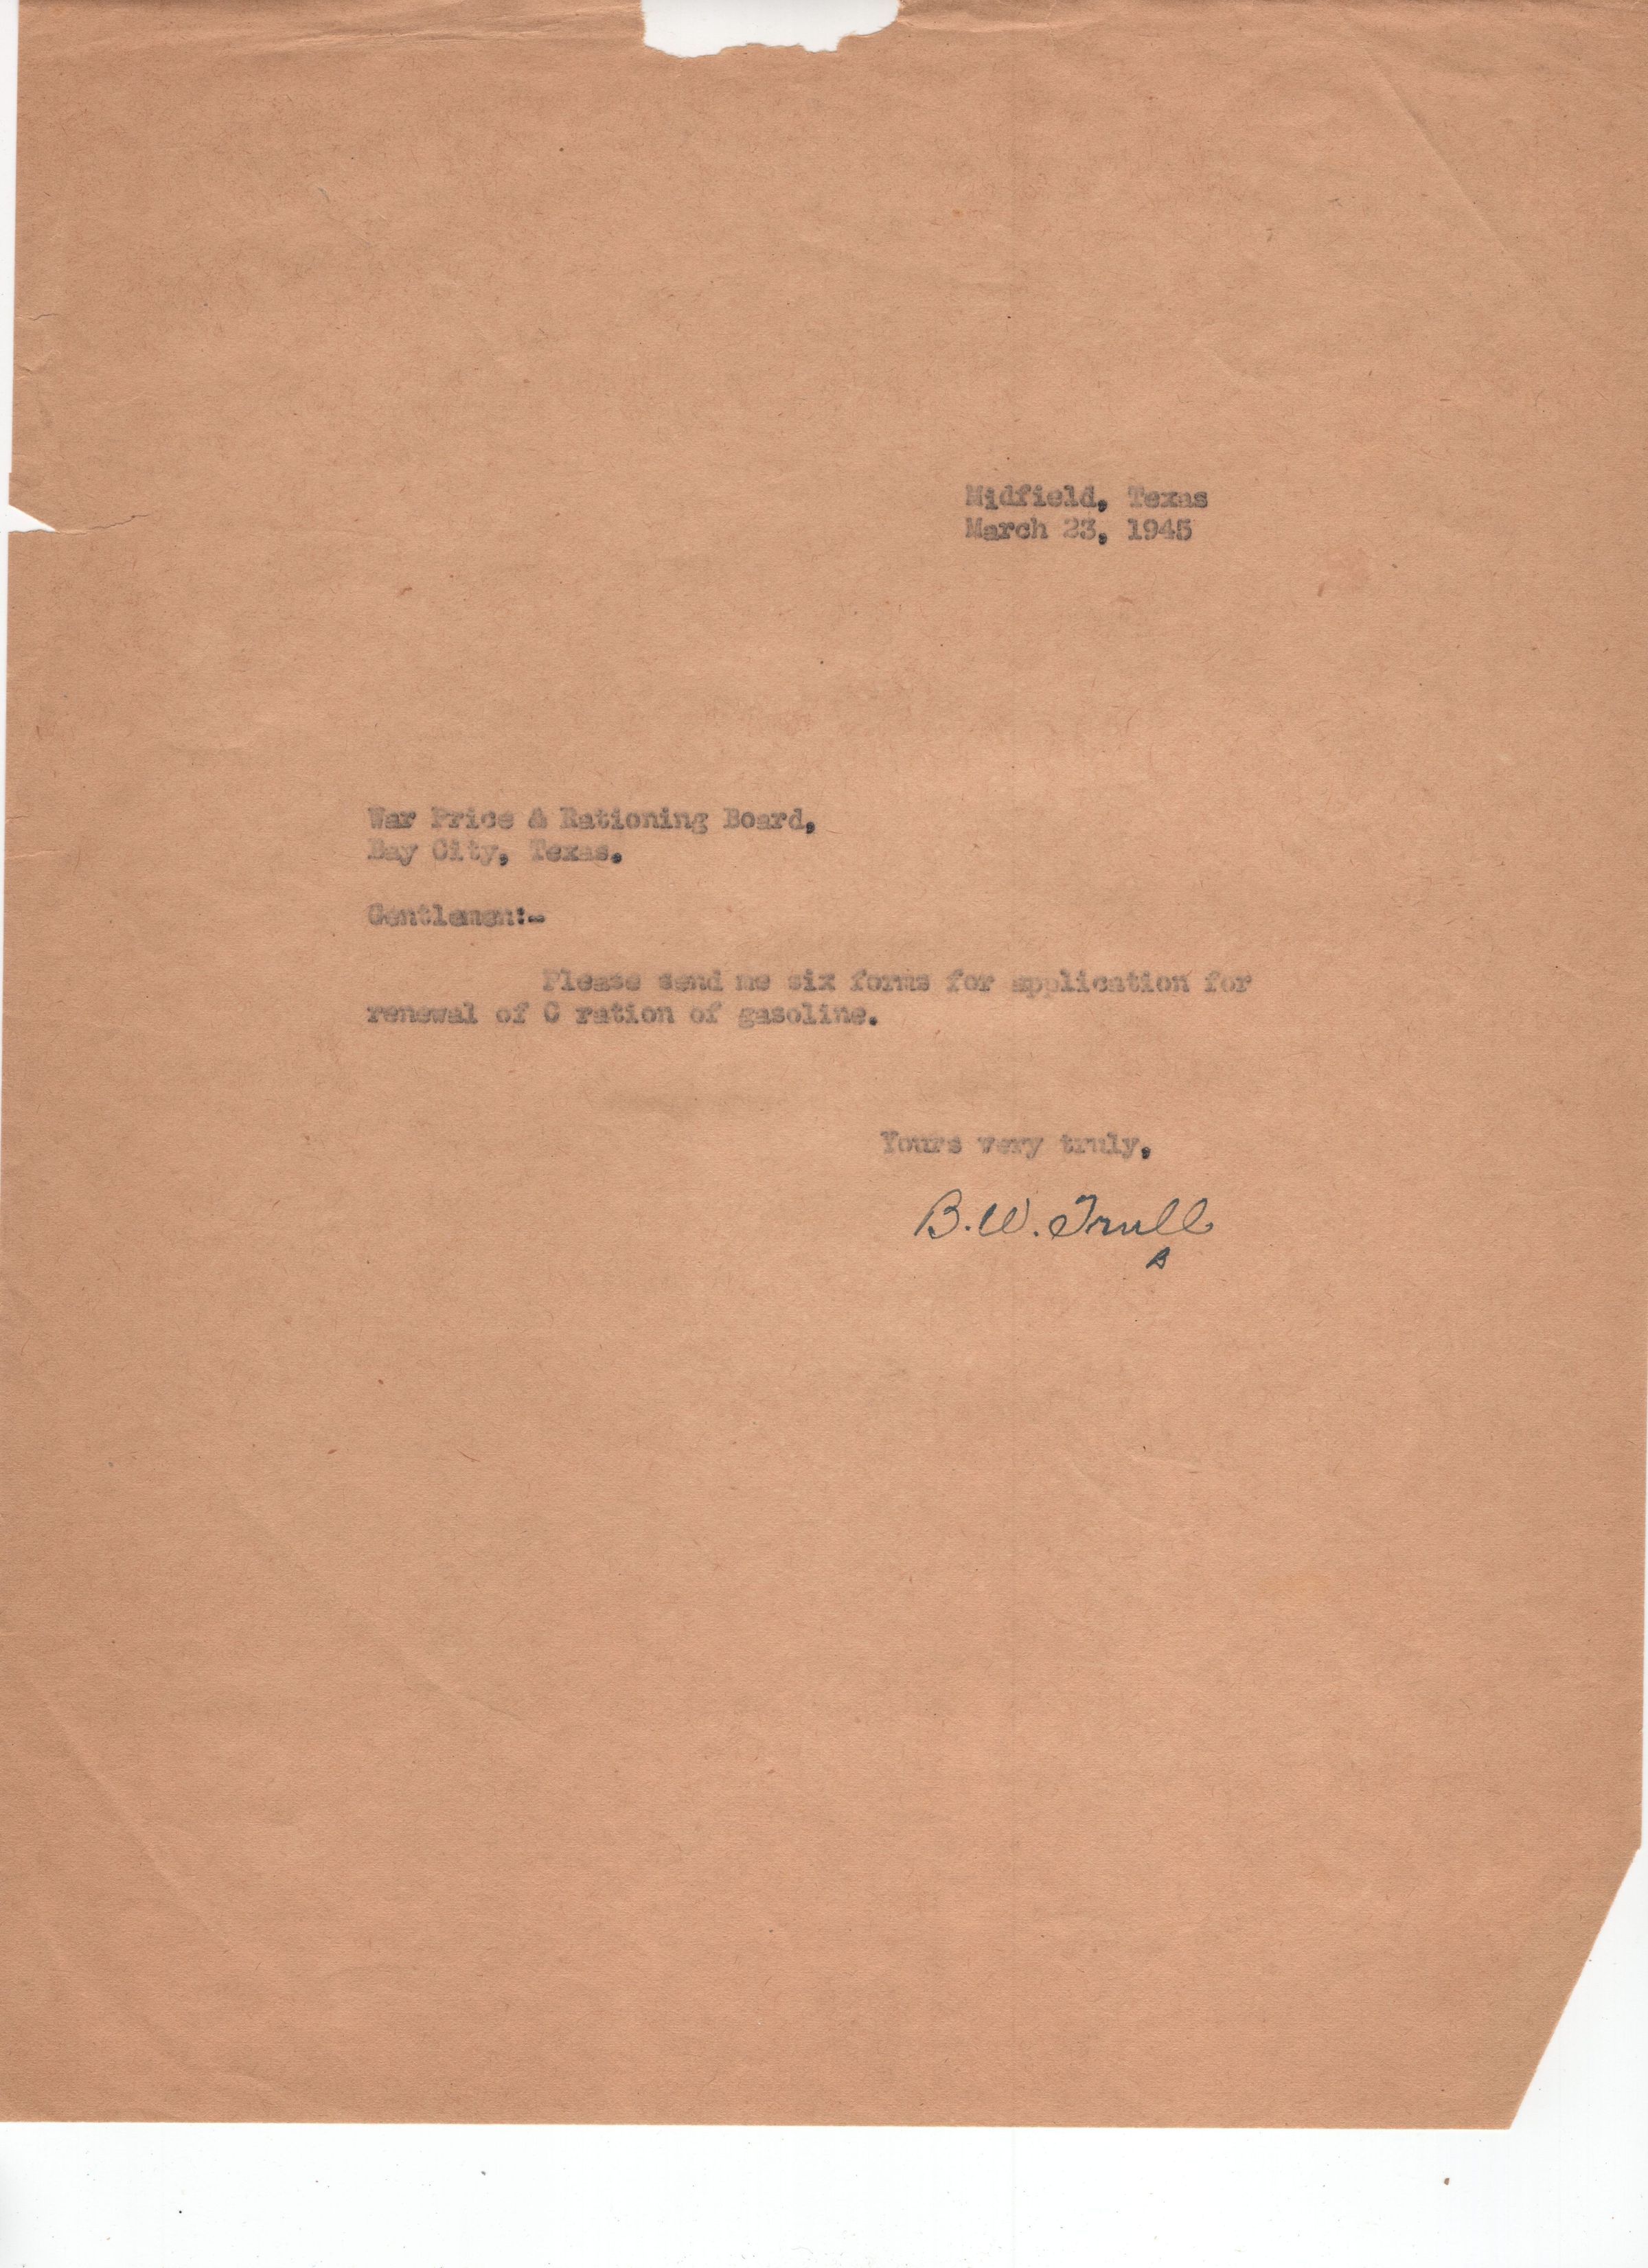 Midfield, Texas
March 23, 1945
War Price & Rationing Board,
Bay City, Texas.
Gentlemen:-
Please send me six forms for application for
renewal of C ration of gasoline.
Yours very truly,
B. W. Trull
B